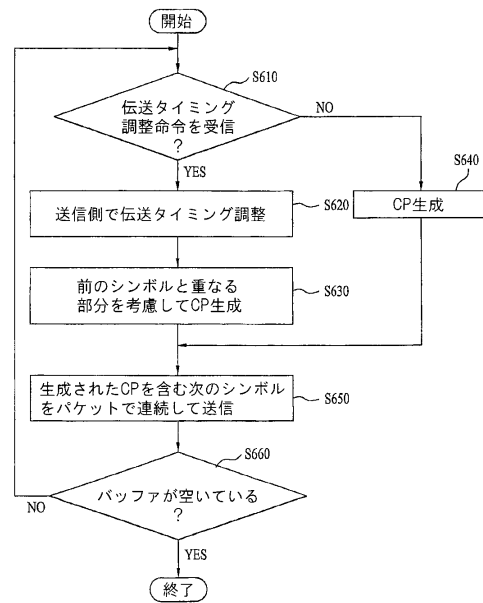 開始
S610
伝送タイミング
調整命令を受信
?
NO
YES
S640
CP生成
送信側で伝送タイミング調整
S620
前のシンボルと重なる
部分を考慮してCP生成
S630
生成されたCPを含む次のシンボル
をパケットで連続して送信
S650
S660
バッファが空いている
?
NO
YES
終了